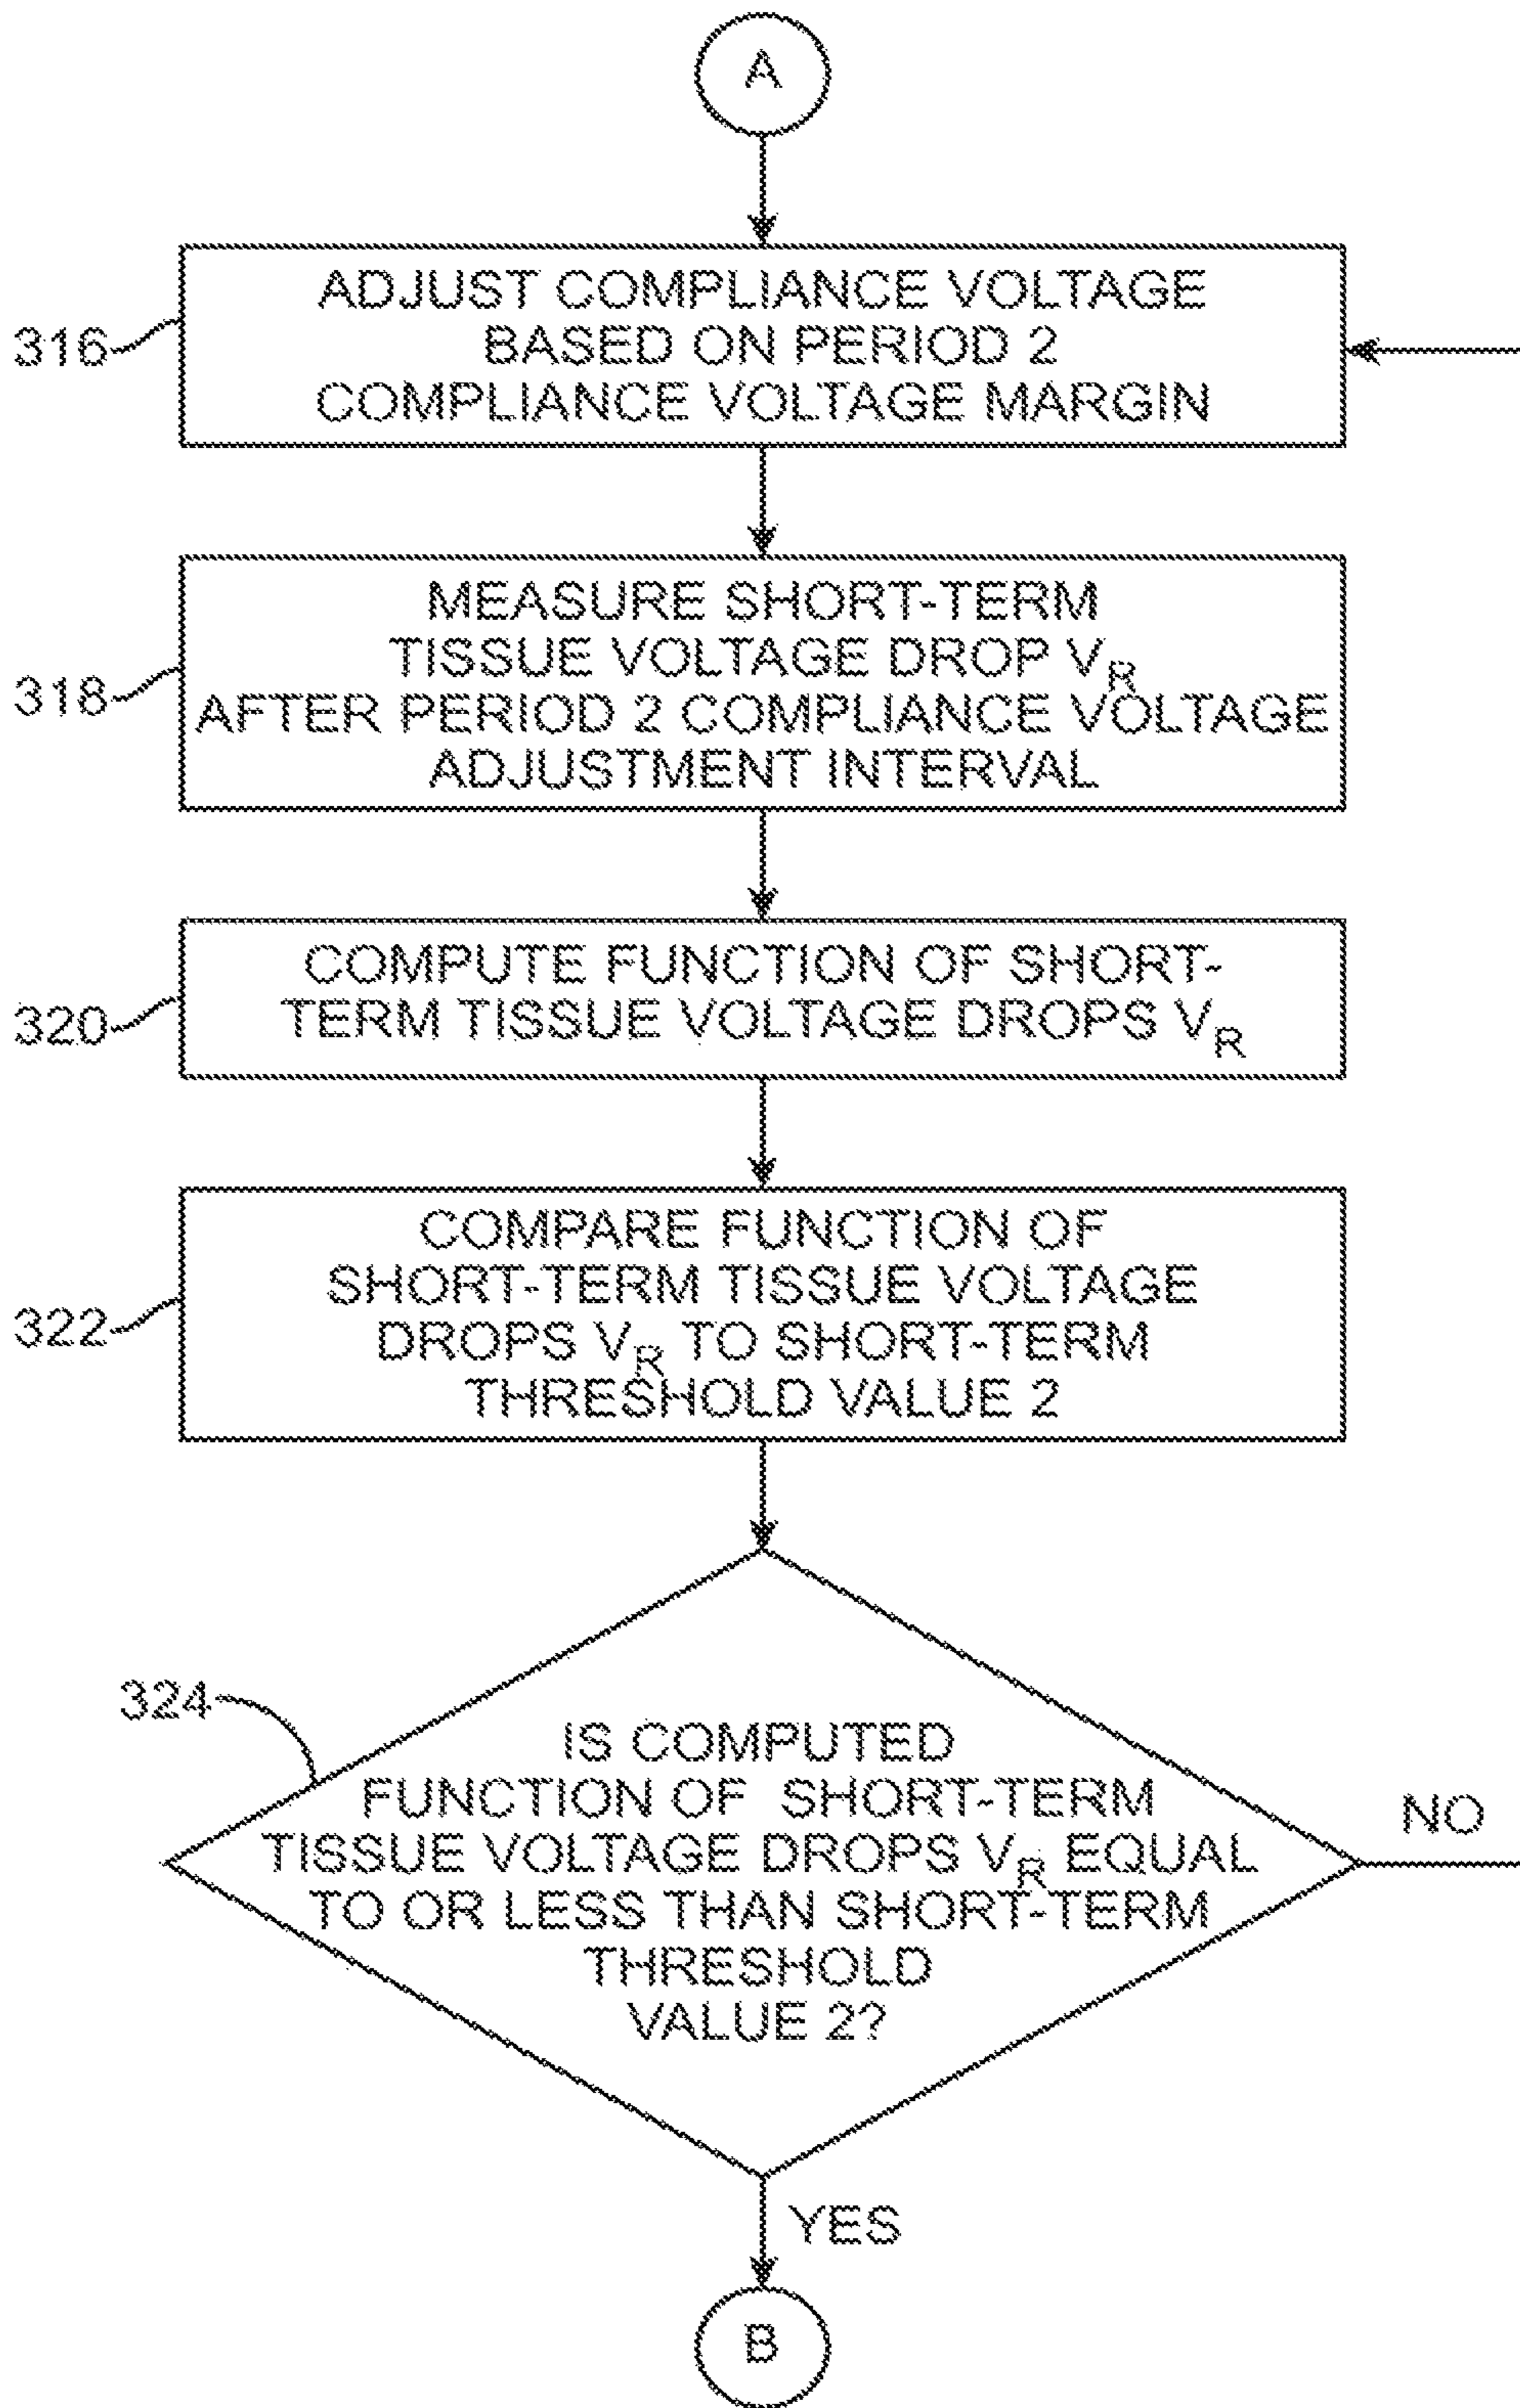 A
316
ADJUST COMPLIANCE VOLTAGE
BASED ON PERIOD 2
COMPLIANCE VOLTAGE MARGIN
318
MEASURE SHORT-TERM
TISSUE VOLTAGE DROP VR
AFTER PERIOD 2 COMPLIANCE VOLTAGE
ADJUSTMENT INTERVAL
320
COMPUTE FUNCTION OF SHORT-
TERM TISSUE VOLTAGE DROPS VR
322
COMPARE FUNCTION OF
SHORT-TERM TISSUE VOLTAGE
DROPS VR TO SHORT-TERM
THRESHOLD VALUE 2
324
IS COMPUTED
FUNCTION OF SHORT-TERM
TISSUE VOLTAGE DROPS VR EQUAL
TO OR LESS THAN SHORT-TERM
THRESHOLD
VALUE 2?
NO
YES
B